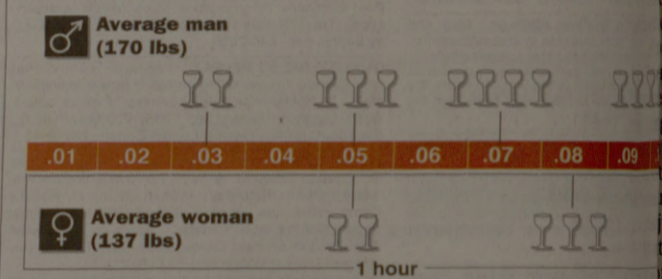 Average man
(170 lbs)
.01 .02 .03 .04 .05 .06 .07 .08 .09
Average woman
(137 lbs)
1 hour